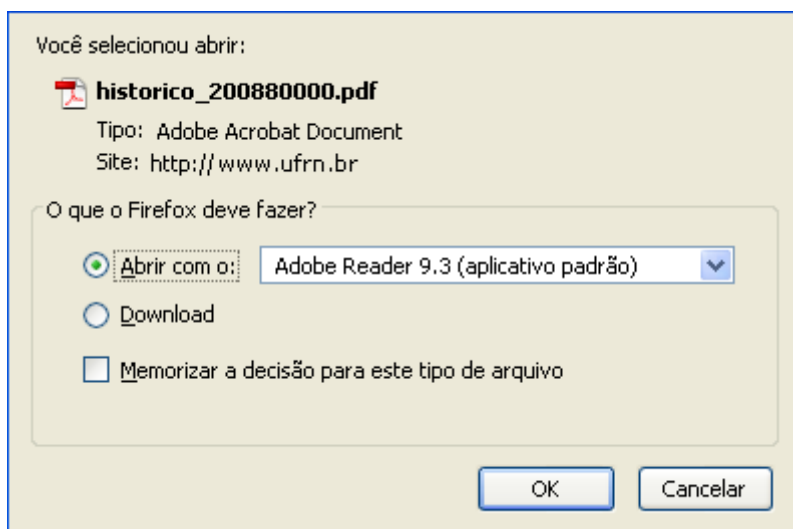 Você selecionou abrir:
historico_200880000.pdf
Tipo: Adobe Acrobat Document
Site: http://www.ufrn.br
O que o Firefox deve fazer?
Abrir com o: Adobe Reader 9.3 (aplicativo padrão)
Download
Memorizar a decisão para este tipo de arquivo
OK Cancelar